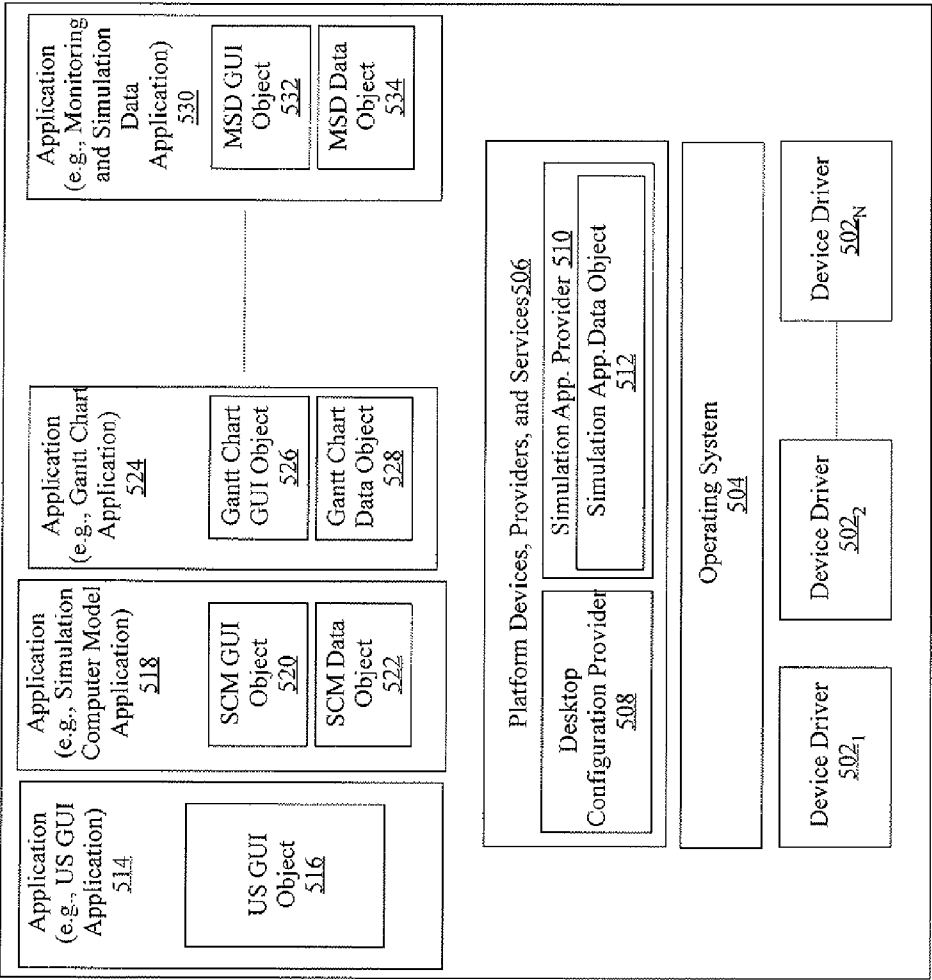 Application
(e.g., US GUI
Application)
514
US GUI
Object
516
Application
(e.g., Simulation
Computer Model
Application)
518
SCM GUI
Object
520
SCM Data
Object
522
Application
(e.g., Gantt Chart
Application)
524
Gantt Chart
GUI Object
526
Gantt Chart
Data Object
528
Application
(e.g., Monitoring
and Simulation
Data
Application)
530
MSD GUI
Object
532
MSD Data
Object
534
Platform Devices, Providers, and Services506
Desktop
Configuration Provider
508
Simulation App. Provider 510
Simulation App.Data Object
512
Operating System
504
Device Driver
502₁
Device Driver
502₂
Device Driver
502N